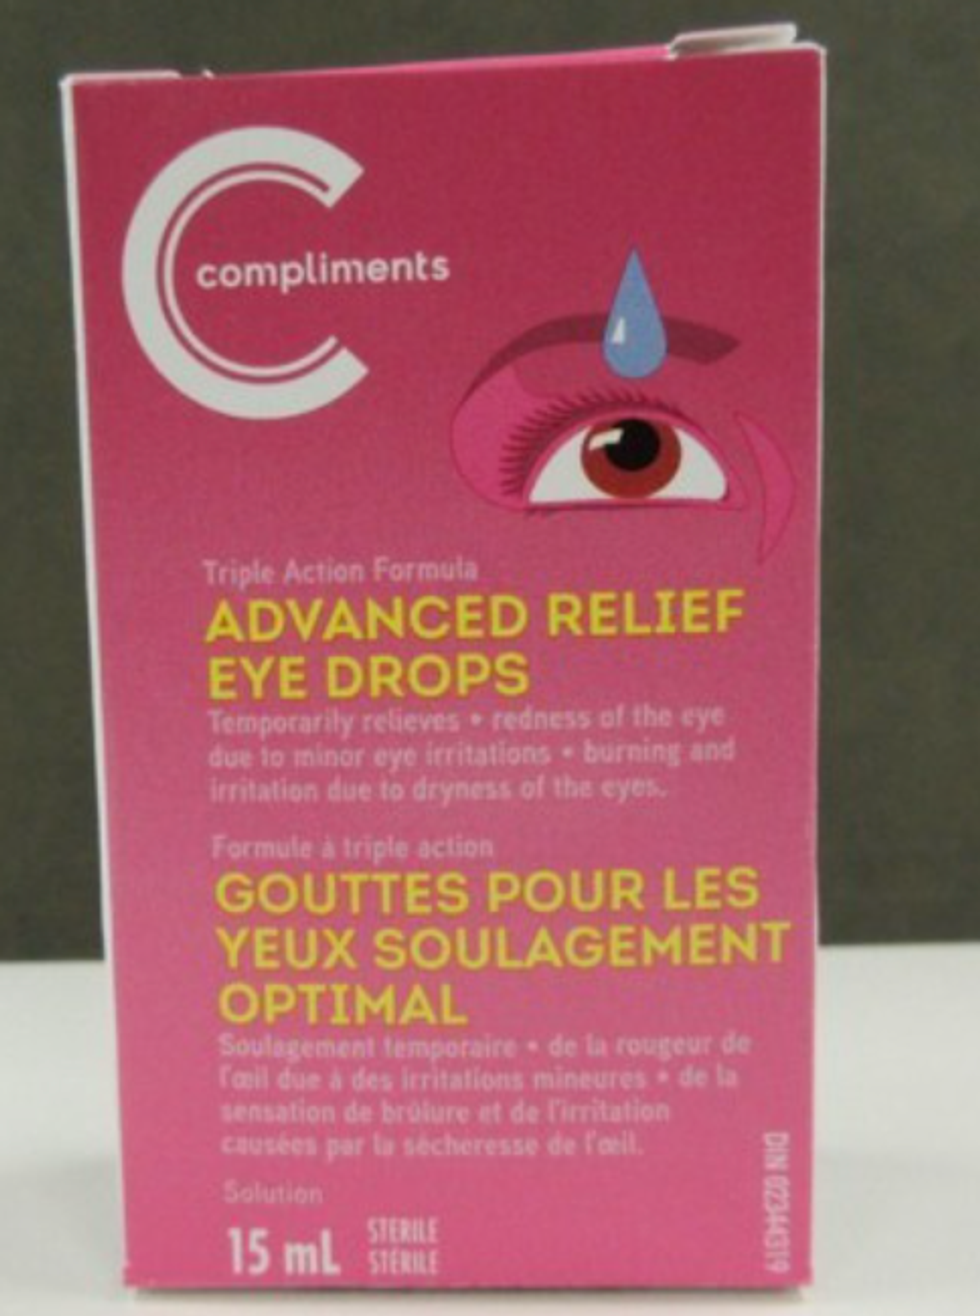 compliments
Triple Action Formula
ADVANCED RELIEF
EYE DROPS
Temporarily relieves • redness of the eye
due to minor eye irritations • burning and
irritation due to dryness of the eyes.
Formule à triple action
GOUTTES POUR LES
YEUX SOULAGEMENT
OPTIMAL
Soulagement temporaire • de la rougeur de
l'œil due à des irritations mineures • de la
sensation de brûlure et de l'irritation
causées par la sécheresse de l'œil.
Solution
15 mL
STERILE
STÉRILE
DIN 02344319